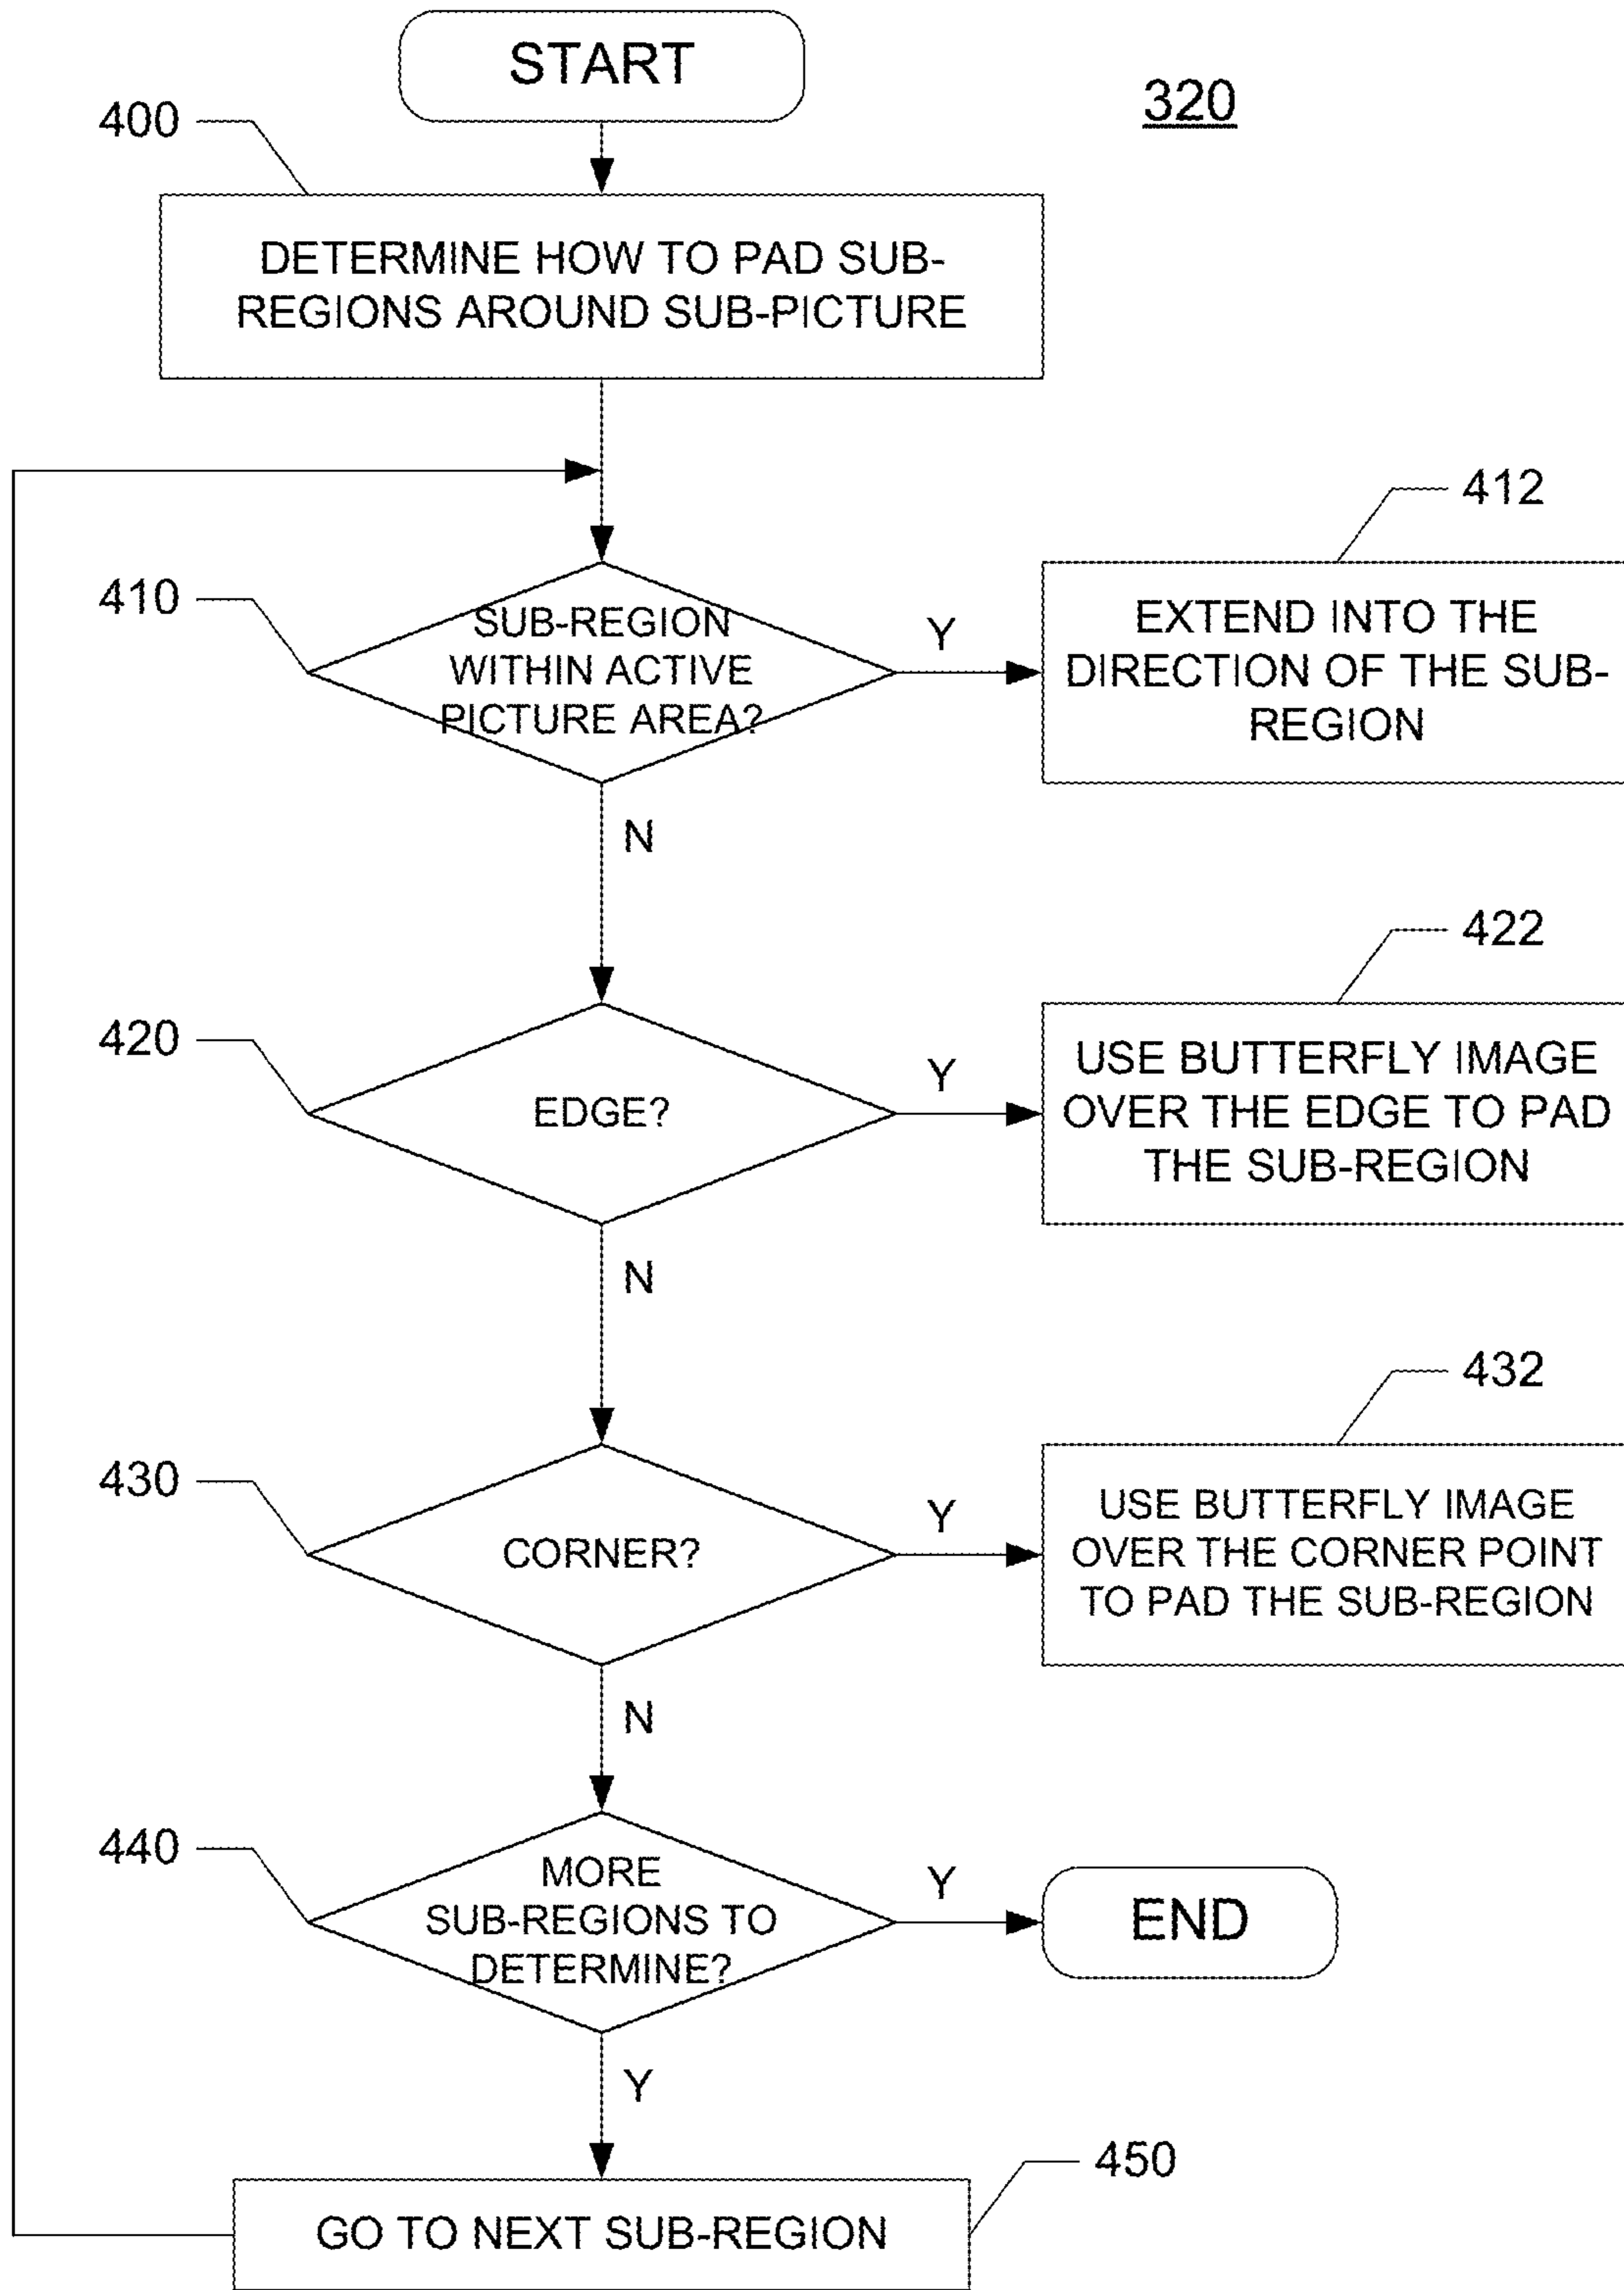 START
320
400
DETERMINE HOW TO PAD SUB-
REGIONS AROUND SUB-PICTURE
412
410
SUB-REGION
WITHIN ACTIVE
PICTURE AREA?
Y
EXTEND INTO THE
DIRECTION OF THE SUB-
REGION
N
422
420
EDGE?
Y
USE BUTTERFLY IMAGE
OVER THE EDGE TO PAD
THE SUB-REGION
N
432
430
CORNER?
Y
USE BUTTERFLY IMAGE
OVER THE CORNER POINT
TO PAD THE SUB-REGION
N
440
MORE
SUB-REGIONS TO
DETERMINE?
Y
END
Y
450
GO TO NEXT SUB-REGION